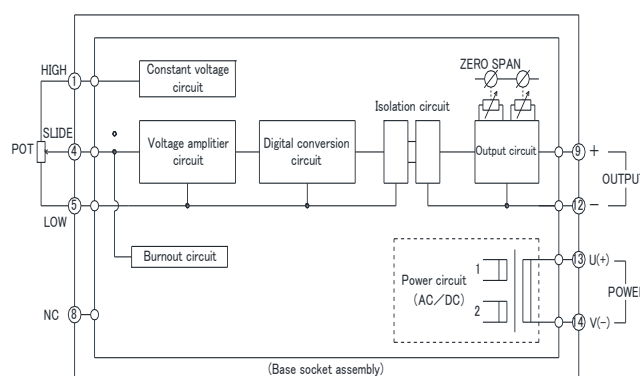 HIGH
1
Constant voltage
circuit
ZERO SPAN
Isolation circuit
SLIDE
POT
4
Voltage amplitier
circuit
Digital conversion
circuit
Output circuit
9
+
OUTPUT
5
12
−
LOW
Burnout circuit
Power circuit
(AC/DC)
1
2
13
U(+)
POWER
14
V(-)
NC
8
(Base socket assembly)